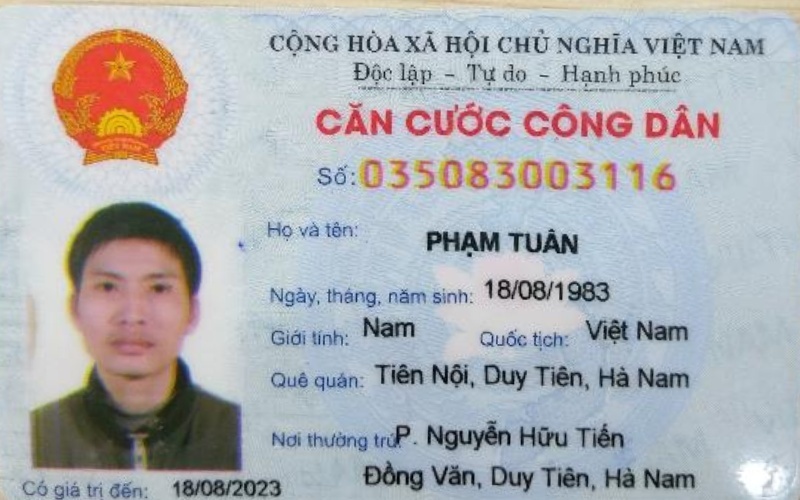 CỘNG HÒA XÃ HỘI CHỦ NGHĨA VIỆT NAM
Độc lập - Tự do - Hạnh phúc
CĂN CƯỚC CÔNG DÂN
Số: 035083003116
Họ và tên: PHẠM TUÂN
Ngày, tháng, năm sinh: 18/08/1983
Giới tính: Nam Quốc tịch: Việt Nam
Quê quán: Tiên Nội, Duy Tiên, Hà Nam
Nơi thường trú: P. Nguyễn Hữu Tiến
Đồng Văn, Duy Tiên, Hà Nam
Có giá trị đến: 18/08/2023